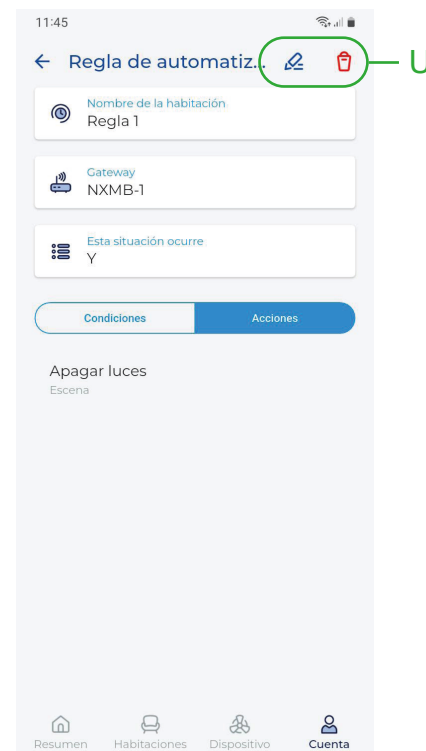 11:45
Regla de automatiz...
U
Nombre de la habitación
Regla 1
Gateway
NXMB-1
Esta situación ocurre
Y
Condiciones
Acciones
Apagar luces
Escena
Resumen
Habitaciones
Dispositivo
Cuenta